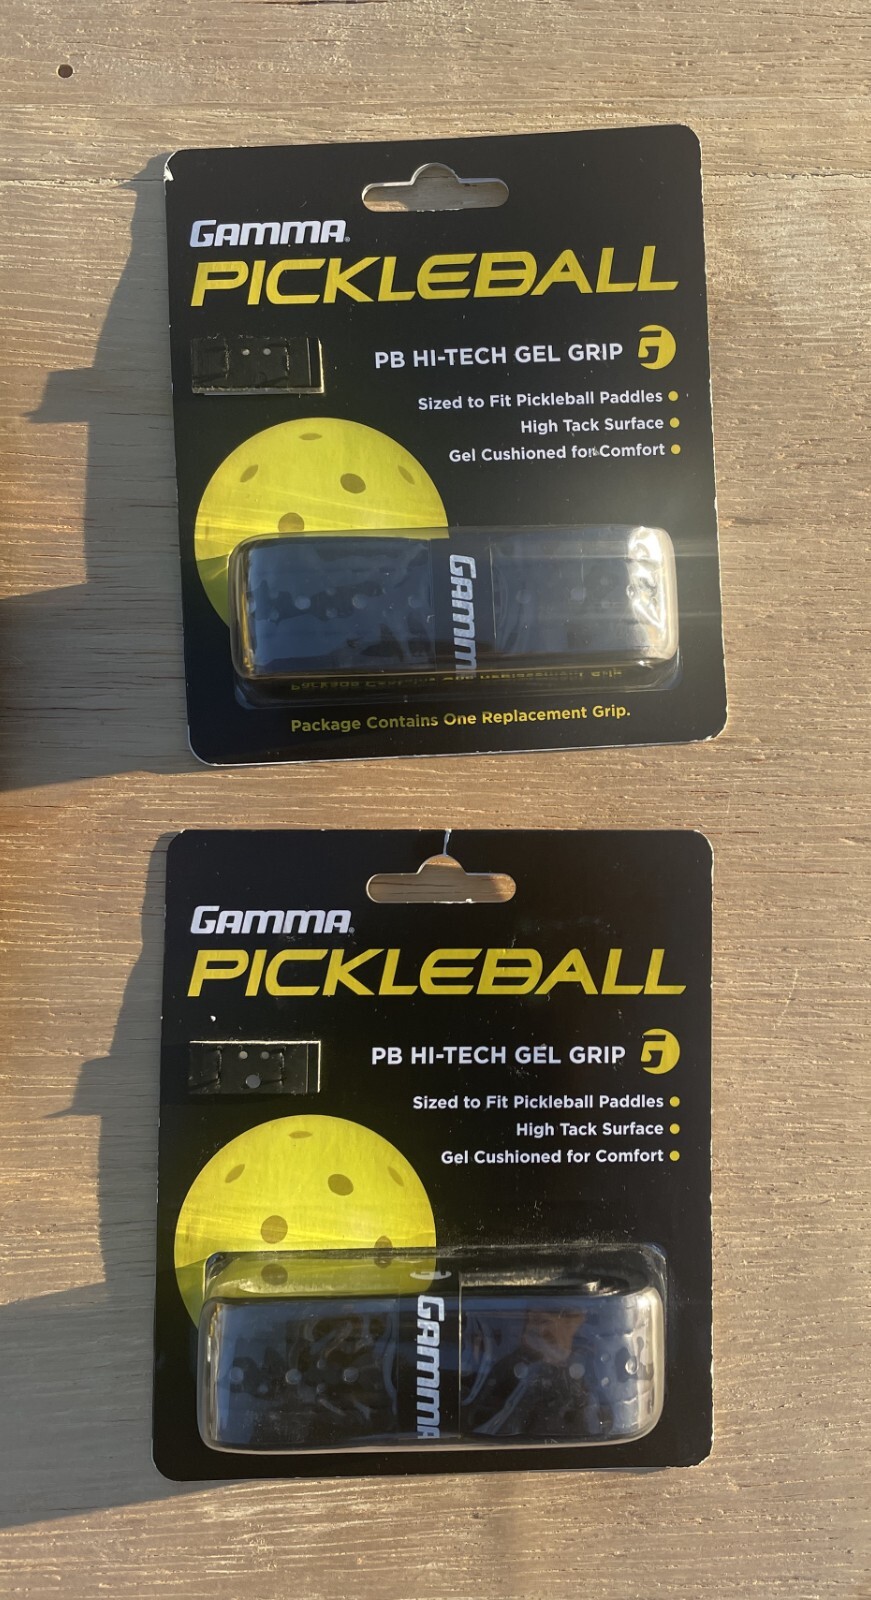 GAMMA
PICKLEBALL
PB HI-TECH GEL GRIP
Sized to Fit Pickleball Paddles
High Tack Surface
Gel Cushioned for Comfort
GAMM
Package Contains One Replacement Grip.
GAMMA
PICKLEBALL
PB HI-TECH GEL GRIP
Sized to Fit Pickleball Paddles
High Tack Surface
Gel Cushioned for Comfort
GAMMA